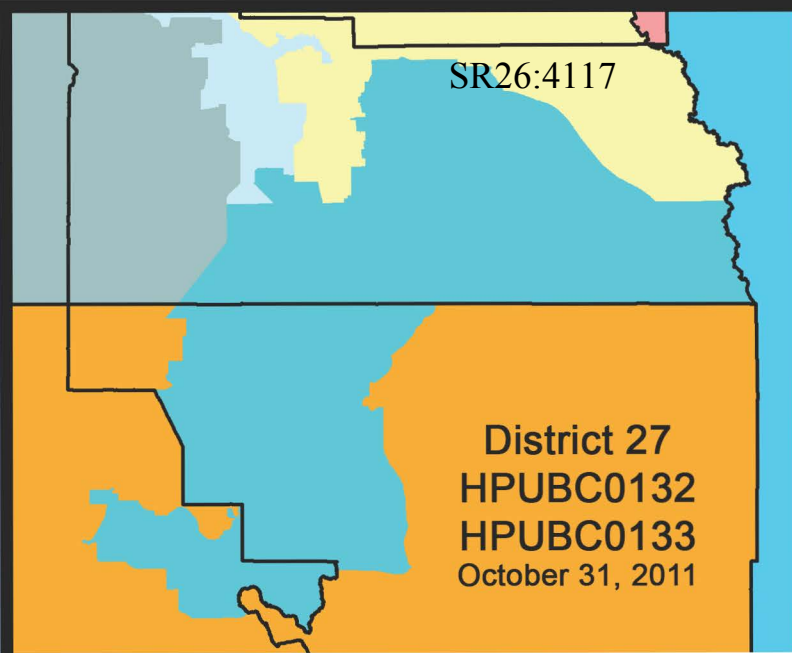 SR26:4117
District 27
HPUBC0132
HPUBC0133
October 31, 2011